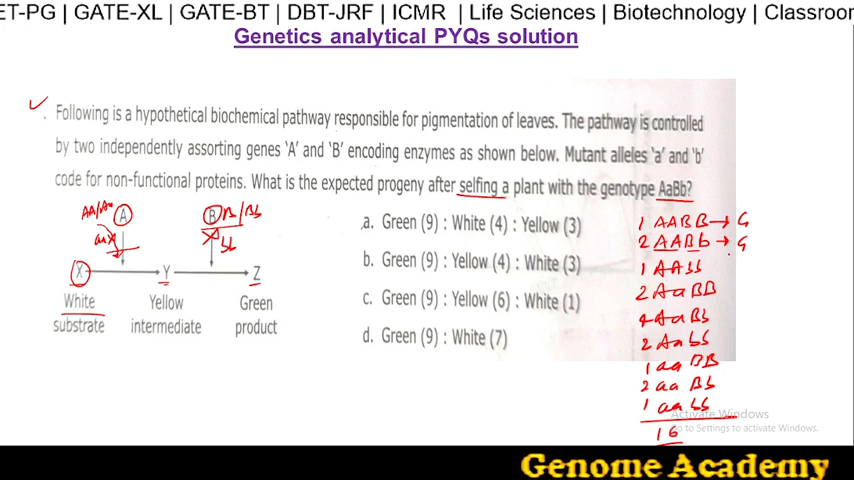 ET-PG | GATE-XL | GATE-BT | DBT-JRF | ICMR | Life Sciences | Biotechnology | Classroor
Genetics analytical PYQs solution
Following is a hypothetical biochemical pathway responsible for pigmentation of leaves. The pathway is controlled
by two independently assorting genes 'A' and 'B' encoding enzymes as shown below. Mutant alleles 'a' and 'b'
code for non-functional proteins. What is the expected progeny after selfing a plant with the genotype AaBb?
AA/Aa A
aa
B B/Bb
bb
X Y Z
White Yellow Green
substrate intermediate product
a. Green (9) : White (4) : Yellow (3)
b. Green (9) : Yellow (4) : White (3)
c. Green (9) : Yellow (6) : White (1)
d. Green (9) : White (7)
1 AABB → G
2 AABb → G
1 AAbb
2 AaBB
4 AaBb
2 Aabb
1 aaBB
2 aaBb
1 aabb
16
Activate Windows
Go to Settings to activate Windows.
Genome Academy